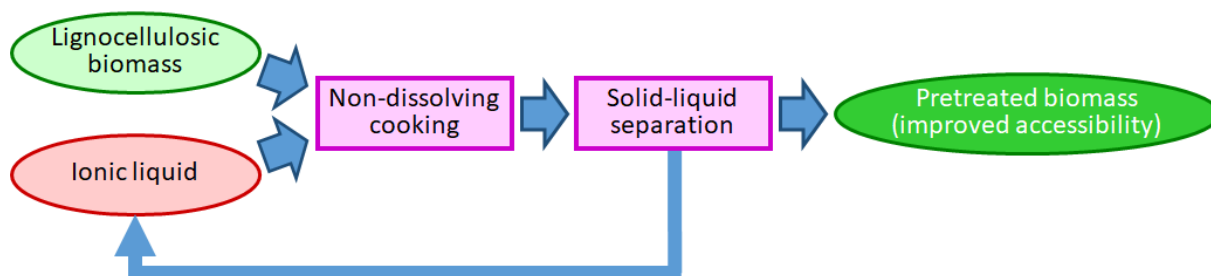 Lignocellulosic
biomass
Non-dissolving
cooking
Solid-liquid
separation
Pretreated biomass
(improved accessibility)
Ionic liquid